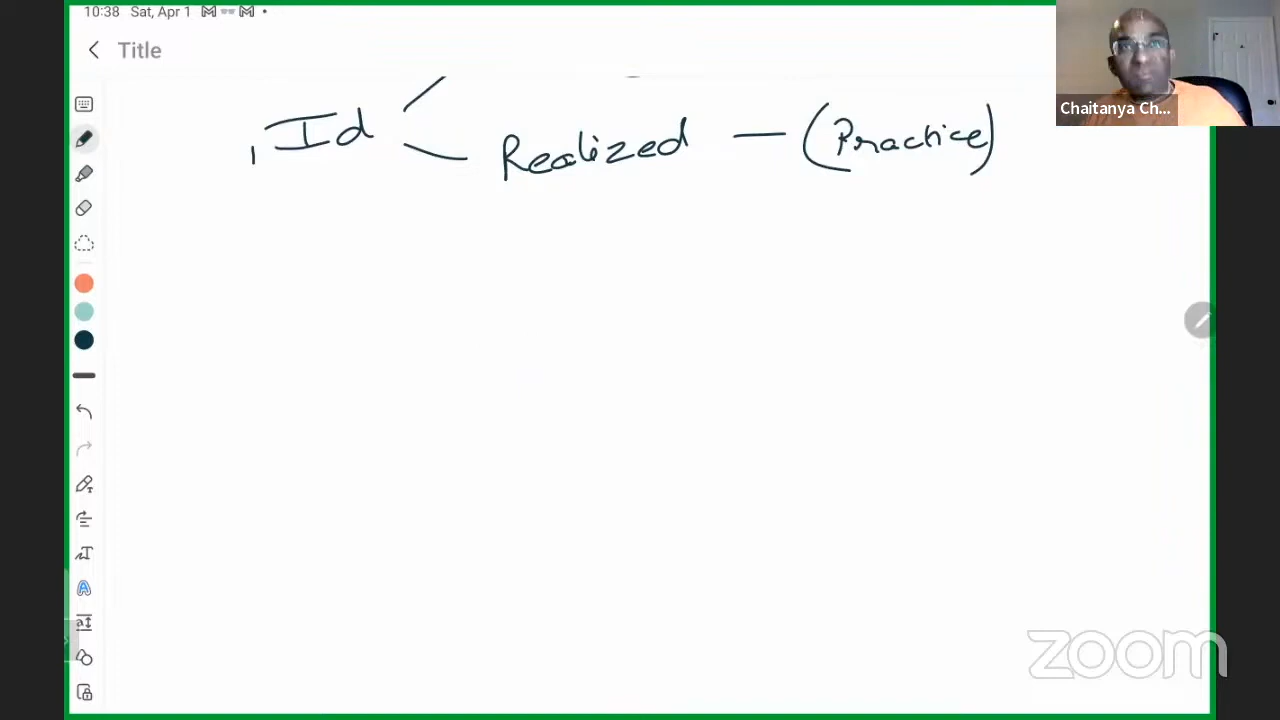 10:38 Sat, Apr 1
Title
Chaitanya Ch...
Id
Realized — (Practice)
zoom